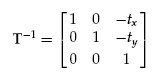 T⁻¹ = [1 0 −tₓ
0 1 −t_y
0 0 1]